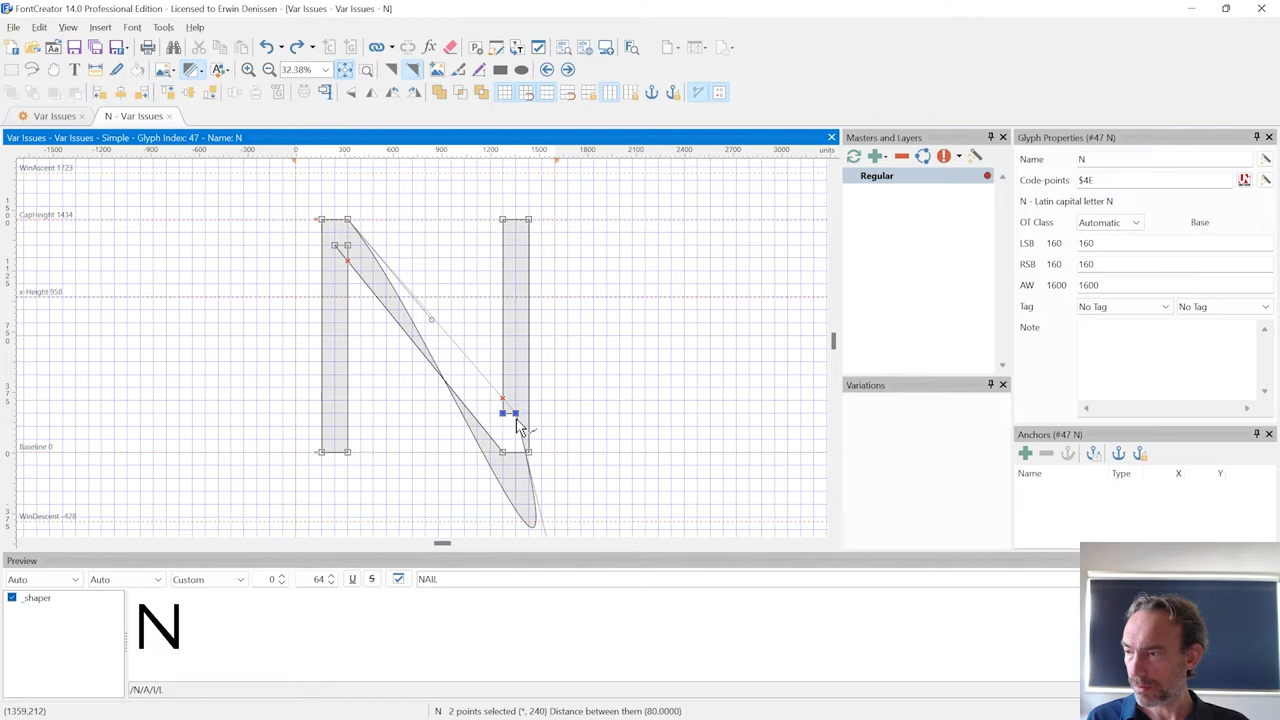 FontCreator 14.0 Professional Edition - Licensed to Erwin Denissen - [Var Issues - Var Issues - N]
File Edit View Insert Font Tools Help
32.38%
Var Issues N - Var Issues
Var Issues - Var Issues - Simple - Glyph Index: 47 - Name: N
-1500 -1200 -900 -600 -300 0 300 600 900 1200 1500 1800 2100 2400 2700 3000 units
WinAscent 1723
CapHeight 1434
x-Height 958
Baseline 0
0
WinDescent -428
Masters and Layers
Regular
Variations
Glyph Properties (#47 N)
Name N
Code-points $4E
N - Latin capital letter N
OT Class Automatic Base
LSB 160 160
RSB 160 160
AW 1600 1600
Tag No Tag No Tag
Note
Anchors (#47 N)
Name Type X Y
Preview
Auto Auto Custom 0 64 U S NAIL
_shaper
N
/N/A/I/L
(1359,212) N 2 points selected (*, 240) Distance between them (80.0000)